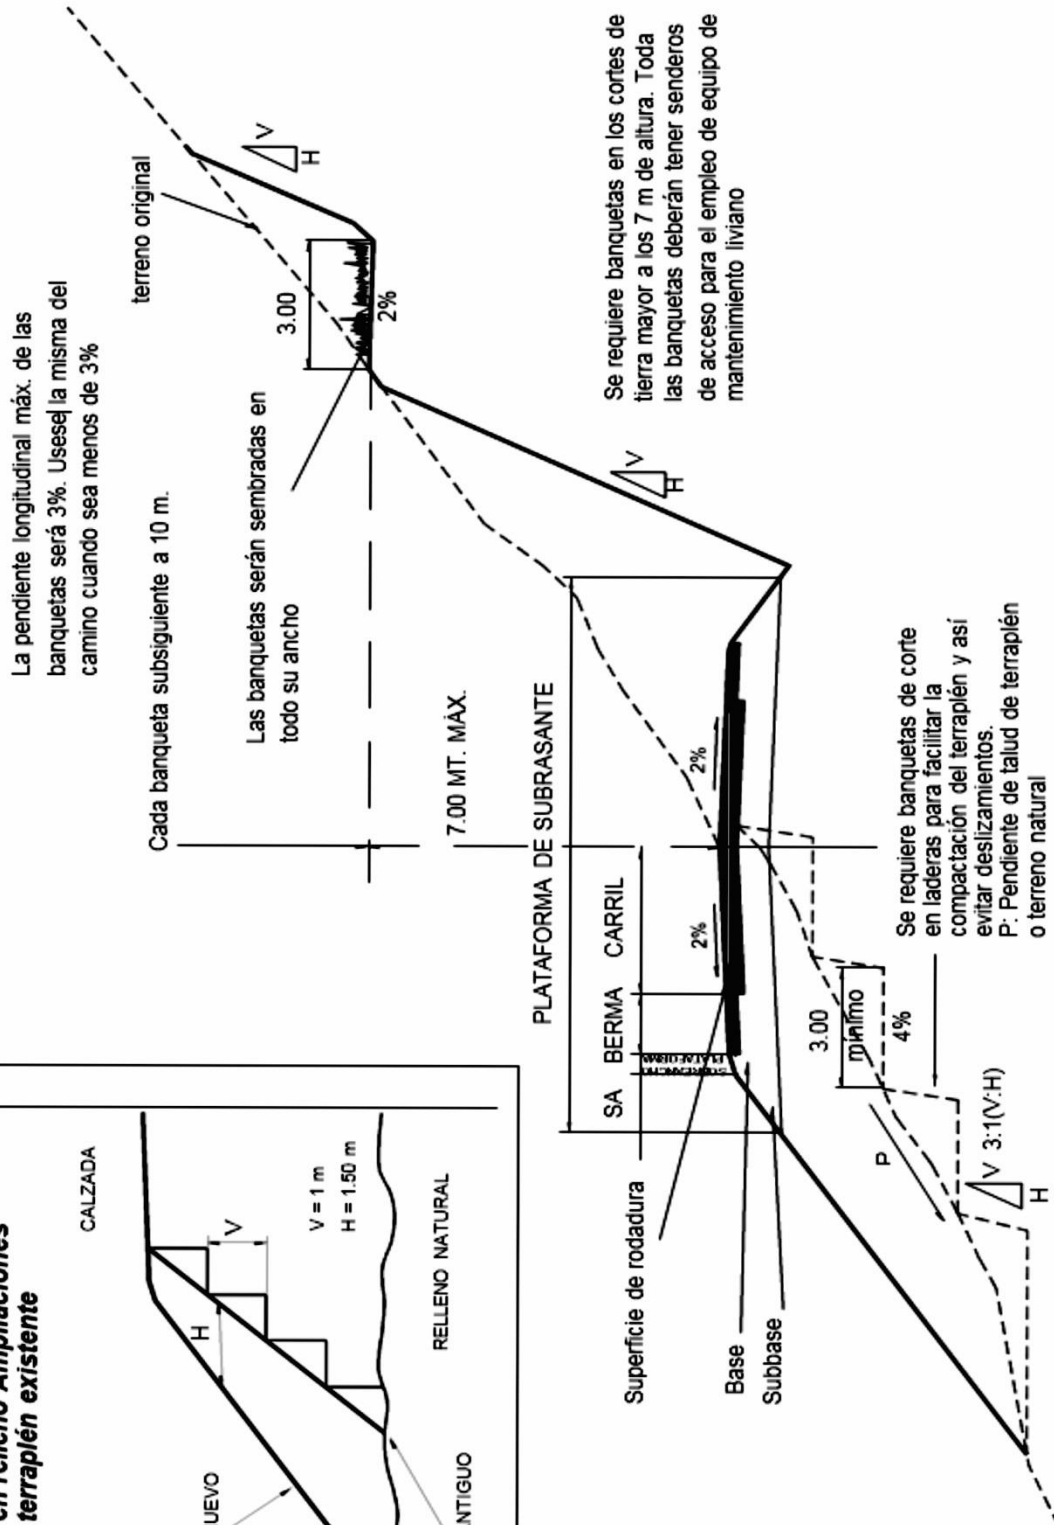 en relleno Ampliaciones
terraplén existente
CALZADA
V
V = 1 m
H = 1.50 m
H
RELLENO NATURAL
UEVO
NTIGUO
La pendiente longitudinal máx. de las
banquetas será 3%. Usesel la misma del
camino cuando sea menos de 3%
terreno original
V
H
Cada banqueta subsiguiente a 10 m.
3.00
2%
Las banquetas serán sembradas en
todo su ancho
Se requiere banquetas en los cortes de
tierra mayor a los 7 m de altura. Toda
las banquetas deberán tener senderos
de acceso para el empleo de equipo de
mantenimiento liviano
7.00 MT. MÁX.
V
H
PLATAFORMA DE SUBRASANTE
SA BERMA CARRIL
SOBREANCHO
PLATAFORMA
2%
2%
Superficie de rodadura
Base
Subbase
3.00
mínimo
4%
P
V 3:1(V:H)
H
Se requiere banquetas de corte
en laderas para facilitar la
compactación del terraplén y así
evitar deslizamientos.
P: Pendiente de talud de terraplén
o terreno natural